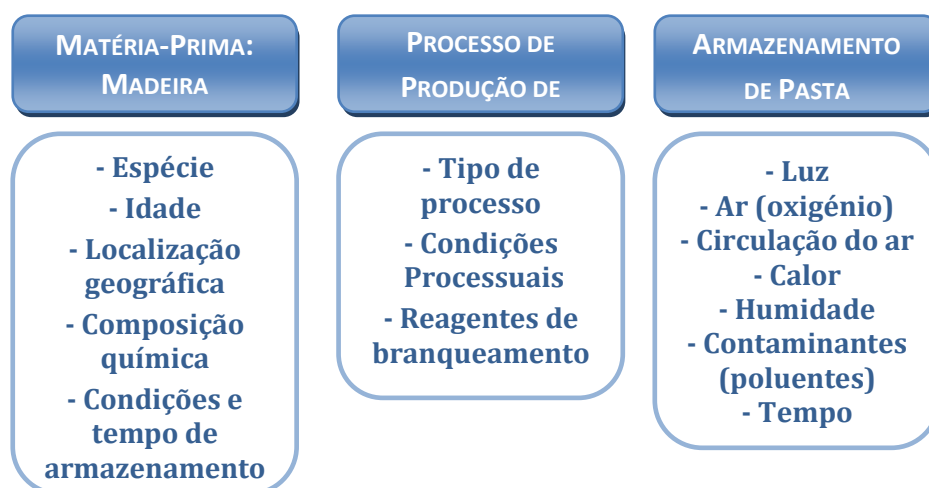 MATÉRIA-PRIMA:
MADEIRA
- Espécie
- Idade
- Localização
geográfica
- Composição
química
- Condições e
tempo de
armazenamento
PROCESSO DE
PRODUÇÃO DE
- Tipo de
processo
- Condições
Processuais
- Reagentes de
branqueamento
ARMAZENAMENTO
DE PASTA
- Luz
- Ar (oxigénio)
- Circulação do ar
- Calor
- Humidade
- Contaminantes
(poluentes)
- Tempo